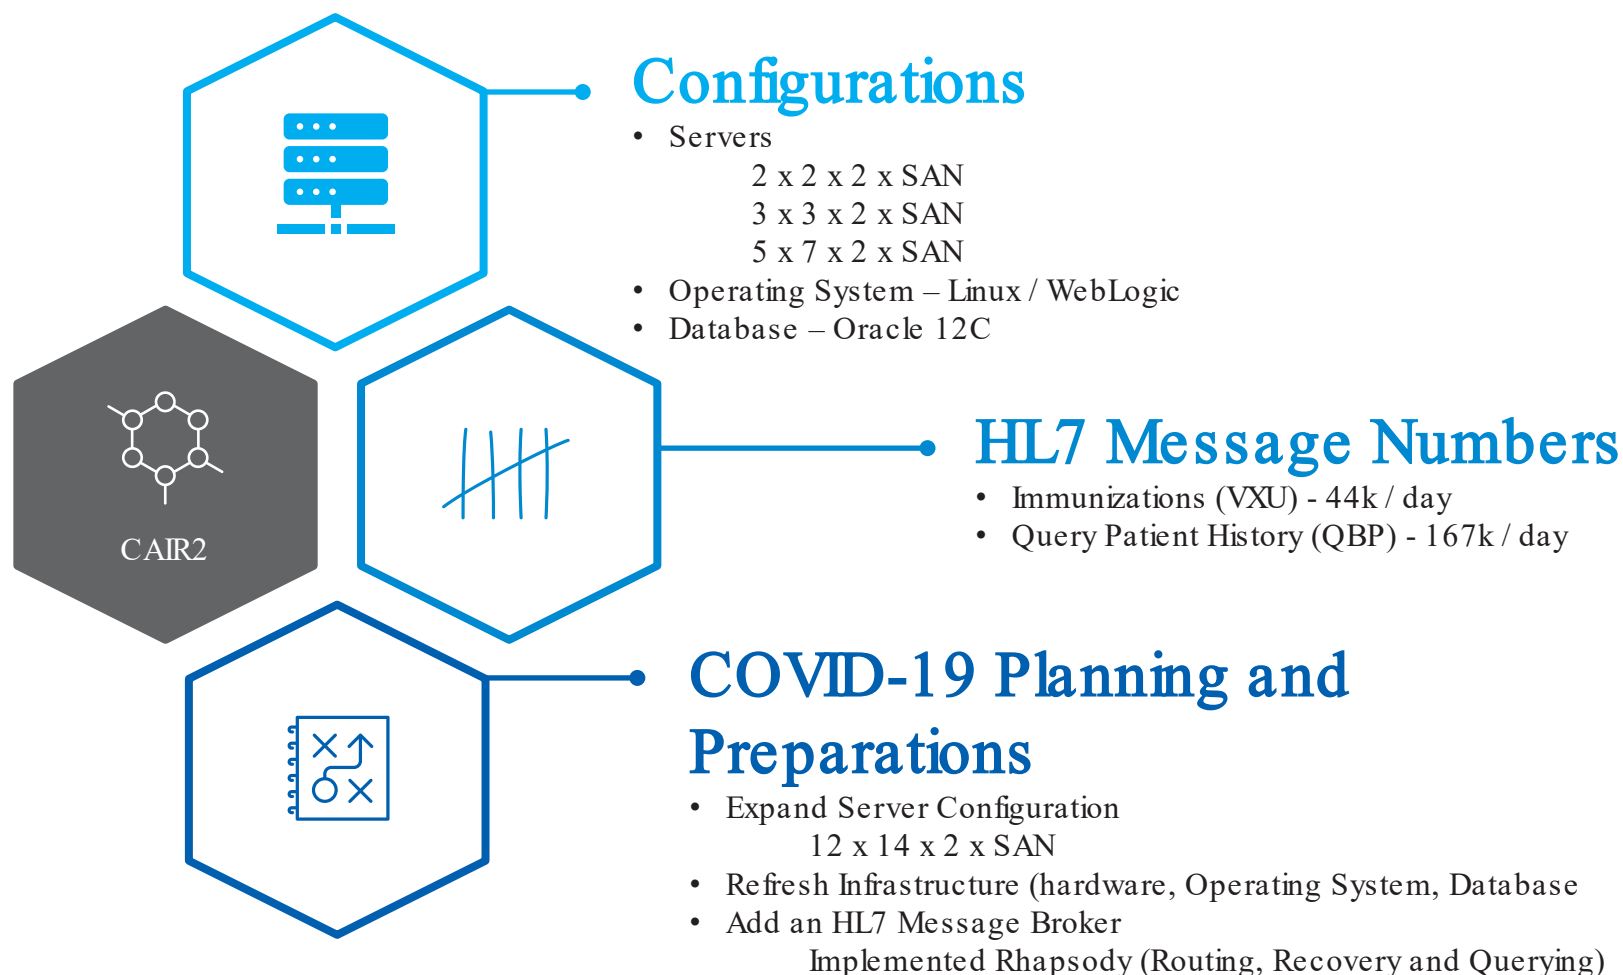 Configurations
• Servers
2 x 2 x 2 x SAN
3 x 3 x 2 x SAN
5 x 7 x 2 x SAN
• Operating System – Linux / WebLogic
• Database – Oracle 12C
CAIR2
HL7 Message Numbers
• Immunizations (VXU) - 44k / day
• Query Patient History (QBP) - 167k / day
COVID-19 Planning and
Preparations
• Expand Server Configuration
12 x 14 x 2 x SAN
• Refresh Infrastructure (hardware, Operating System, Database
• Add an HL7 Message Broker
Implemented Rhapsody (Routing, Recovery and Querying)